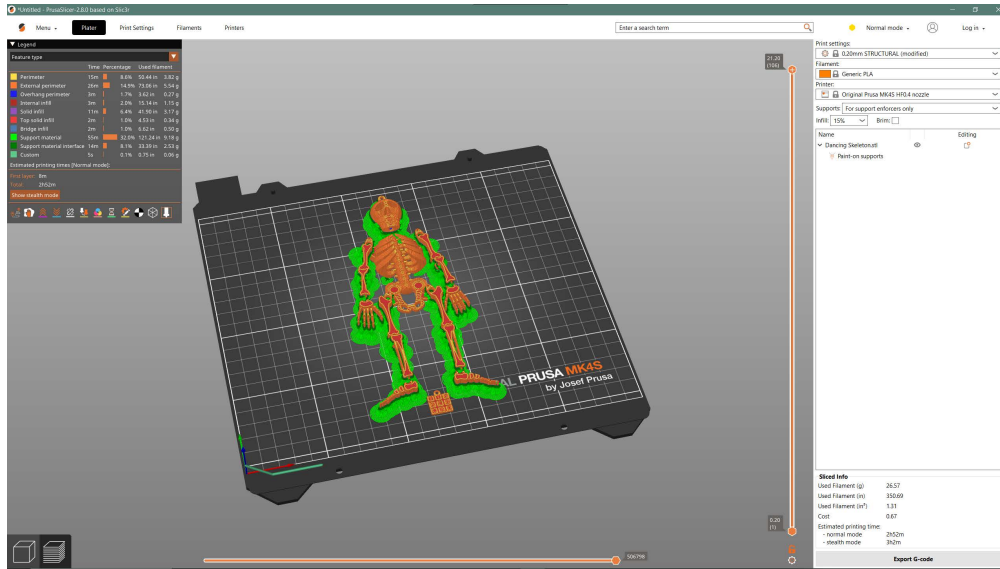 *Untitled - PrusaSlicer-2.8.0 based on Slic3r
Menu Plater Print Settings Filaments Printers Enter a search term Normal mode Log in
Legend
Feature type
Time Percentage Used filament
Perimeter 15m 8.6% 50.44 in 3.82 g
External perimeter 26m 14.9% 73.06 in 5.54 g
Overhang perimeter 3m 1.7% 3.62 in 0.27 g
Internal infill 3m 2.0% 15.14 in 1.15 g
Solid infill 11m 6.4% 41.90 in 3.17 g
Top solid infill 2m 1.0% 4.53 in 0.34 g
Bridge infill 2m 1.0% 6.62 in 0.50 g
Support material 55m 32.0% 121.24 in 9.18 g
Support material interface 14m 8.1% 33.39 in 2.53 g
Custom 5s 0.1% 0.75 in 0.06 g
Estimated printing times [Normal mode]:
First layer: 8m
Total: 2h52m
Show stealth mode
21.20
(106)
AL PRUSA MK4S
by Josef Prusa
0.20
(1)
506798
Print settings:
0.20mm STRUCTURAL (modified)
Filament:
Generic PLA
Printer:
Original Prusa MK4S HF0.4 nozzle
Supports: For support enforcers only
Infill: 15% Brim:
Name Editing
Dancing Skeleton.stl
Paint-on supports
Sliced Info
Used Filament (g) 26.57
Used Filament (in) 350.69
Used Filament (in³) 1.31
Cost 0.67
Estimated printing time:
- normal mode 2h52m
- stealth mode 3h2m
Export G-code